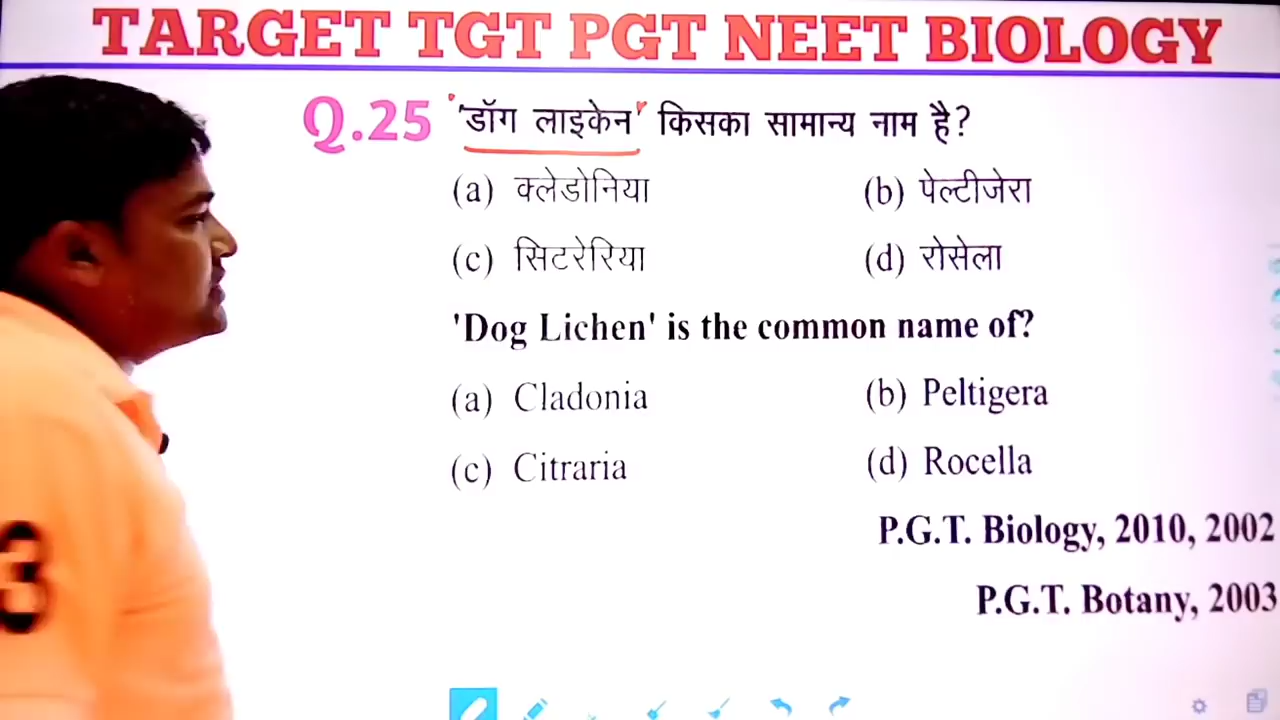 TARGET TGT PGT NEET BIOLOGY
Q.25 'डॉग लाइकेन' किसका सामान्य नाम है?
(a) क्लेडोनिया (b) पेल्टीजेरा
(c) सिटरेरिया (d) रोसेला
'Dog Lichen' is the common name of?
(a) Cladonia (b) Peltigera
(c) Citraria (d) Rocella
P.G.T. Biology, 2010, 2002
P.G.T. Botany, 2003
3